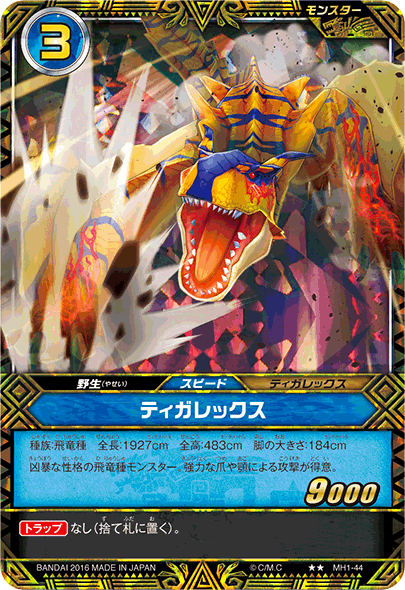 モンスター
3
野生(やせい)
スピード
ティガレックス
ティガレックス
種族:飛竜種 全長:1927cm 全高:483cm 脚の大きさ:184cm
凶暴な性格の飛竜種モンスター。強力な爪や顎による攻撃が得意。
9000
トラップ なし(捨て札に置く)。
BANDAI 2016 MADE IN JAPAN ©C/M.C ★★ MH1-44